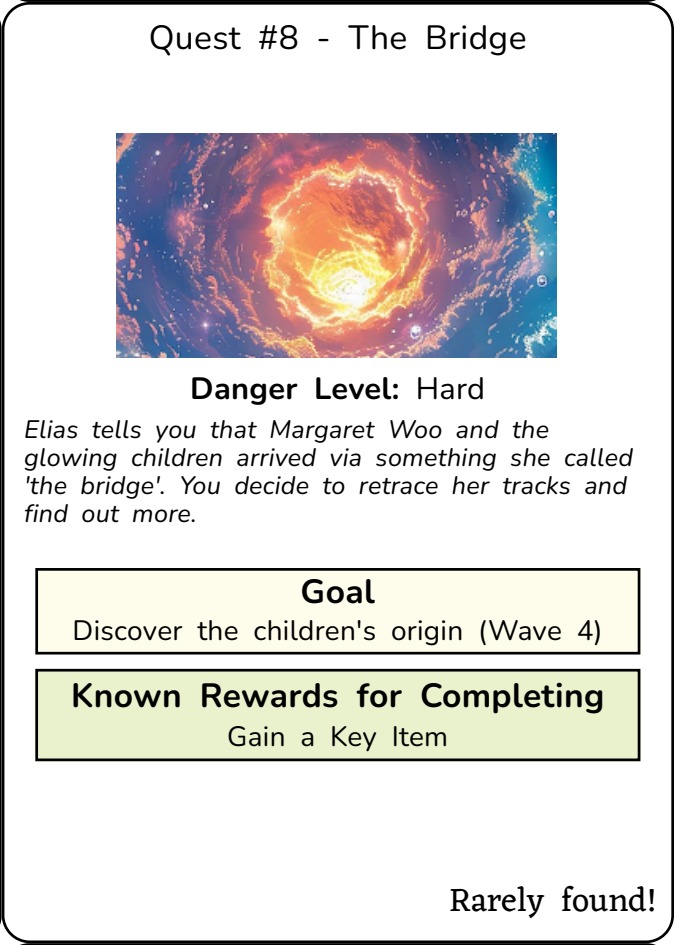 Quest #8 - The Bridge
Danger Level: Hard
Elias tells you that Margaret Woo and the
glowing children arrived via something she called
'the bridge'. You decide to retrace her tracks and
find out more.
Goal
Discover the children's origin (Wave 4)
Known Rewards for Completing
Gain a Key Item
Rarely found!